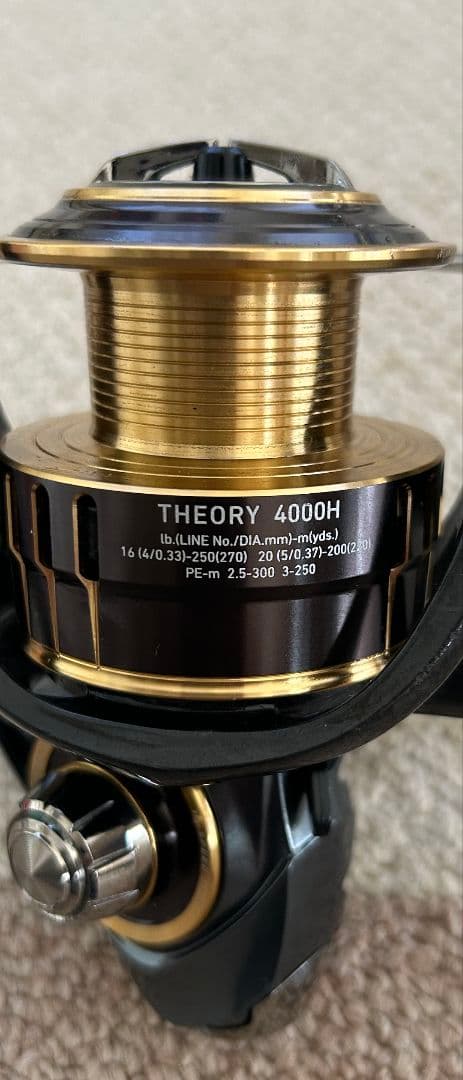 THEORY 4000H
lb.(LINE No./DIA.mm)-m(yds.)
16 (4/0.33)-250(270) 20 (5/0.37)-200(220)
PE-m 2.5-300 3-250